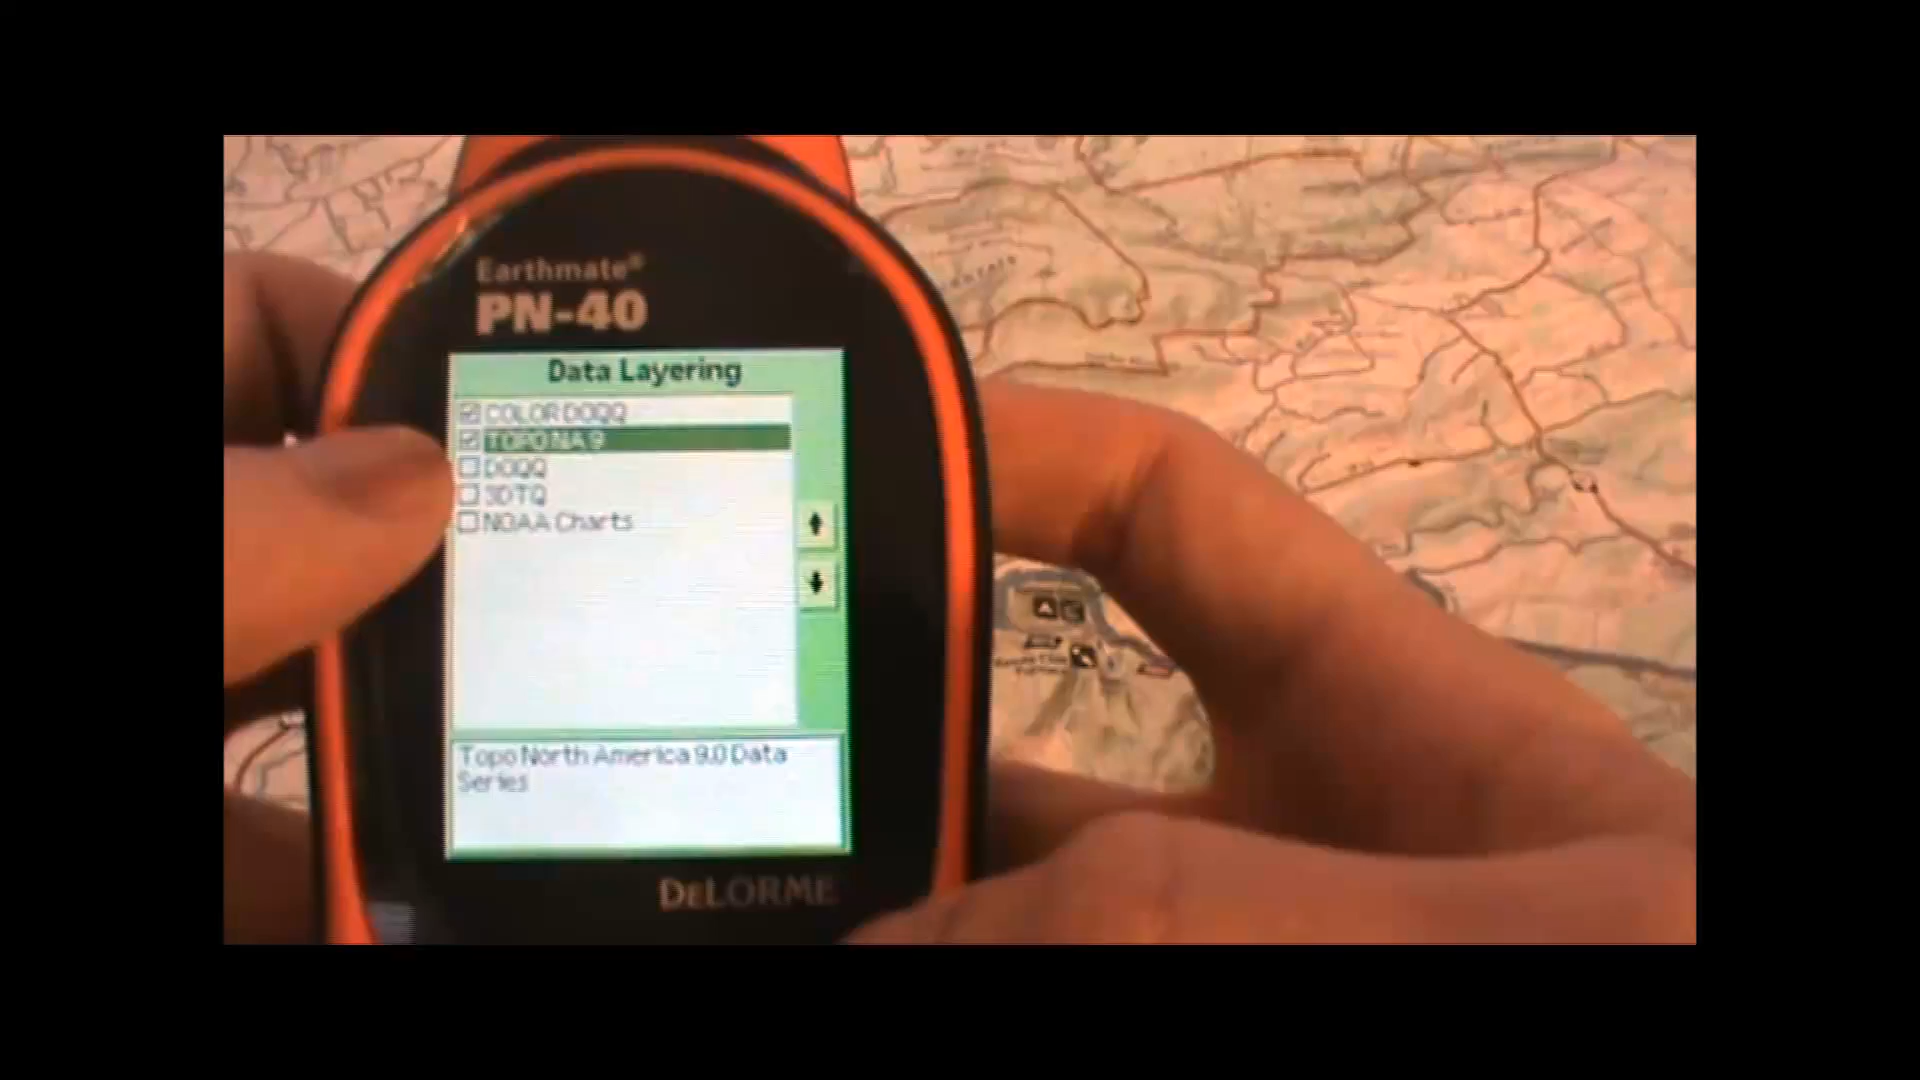 Earthmate®
PN-40
Data Layering
COLOR DOQQ
TOPO NA 9
DOQQ
3DTQ
NOAA Charts
Topo North America 9.0 Data
Series
DELORME